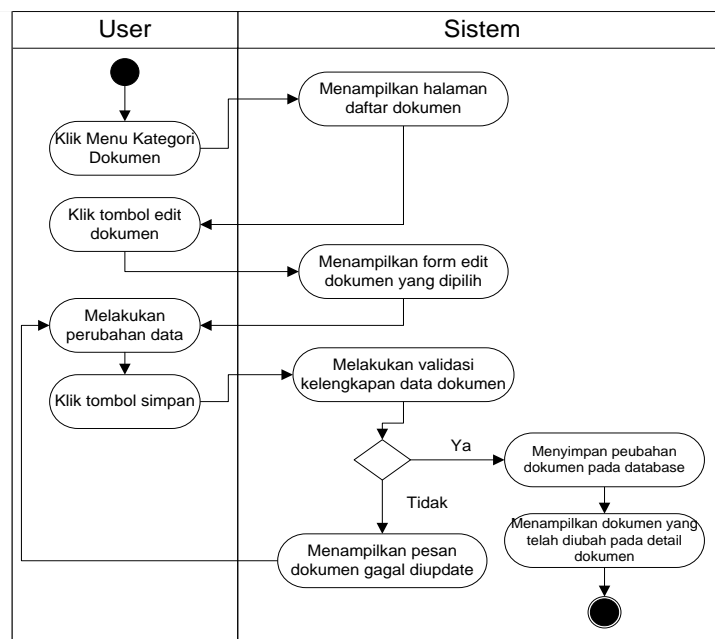 User
Sistem
Klik Menu Kategori
Dokumen
Menampilkan halaman
daftar dokumen
Klik tombol edit
dokumen
Menampilkan form edit
dokumen yang dipilih
Melakukan
perubahan data
Klik tombol simpan
Melakukan validasi
kelengkapan data dokumen
Ya
Menyimpan peubahan
dokumen pada database
Tidak
Menampilkan dokumen yang
telah diubah pada detail
dokumen
Menampilkan pesan
dokumen gagal diupdate